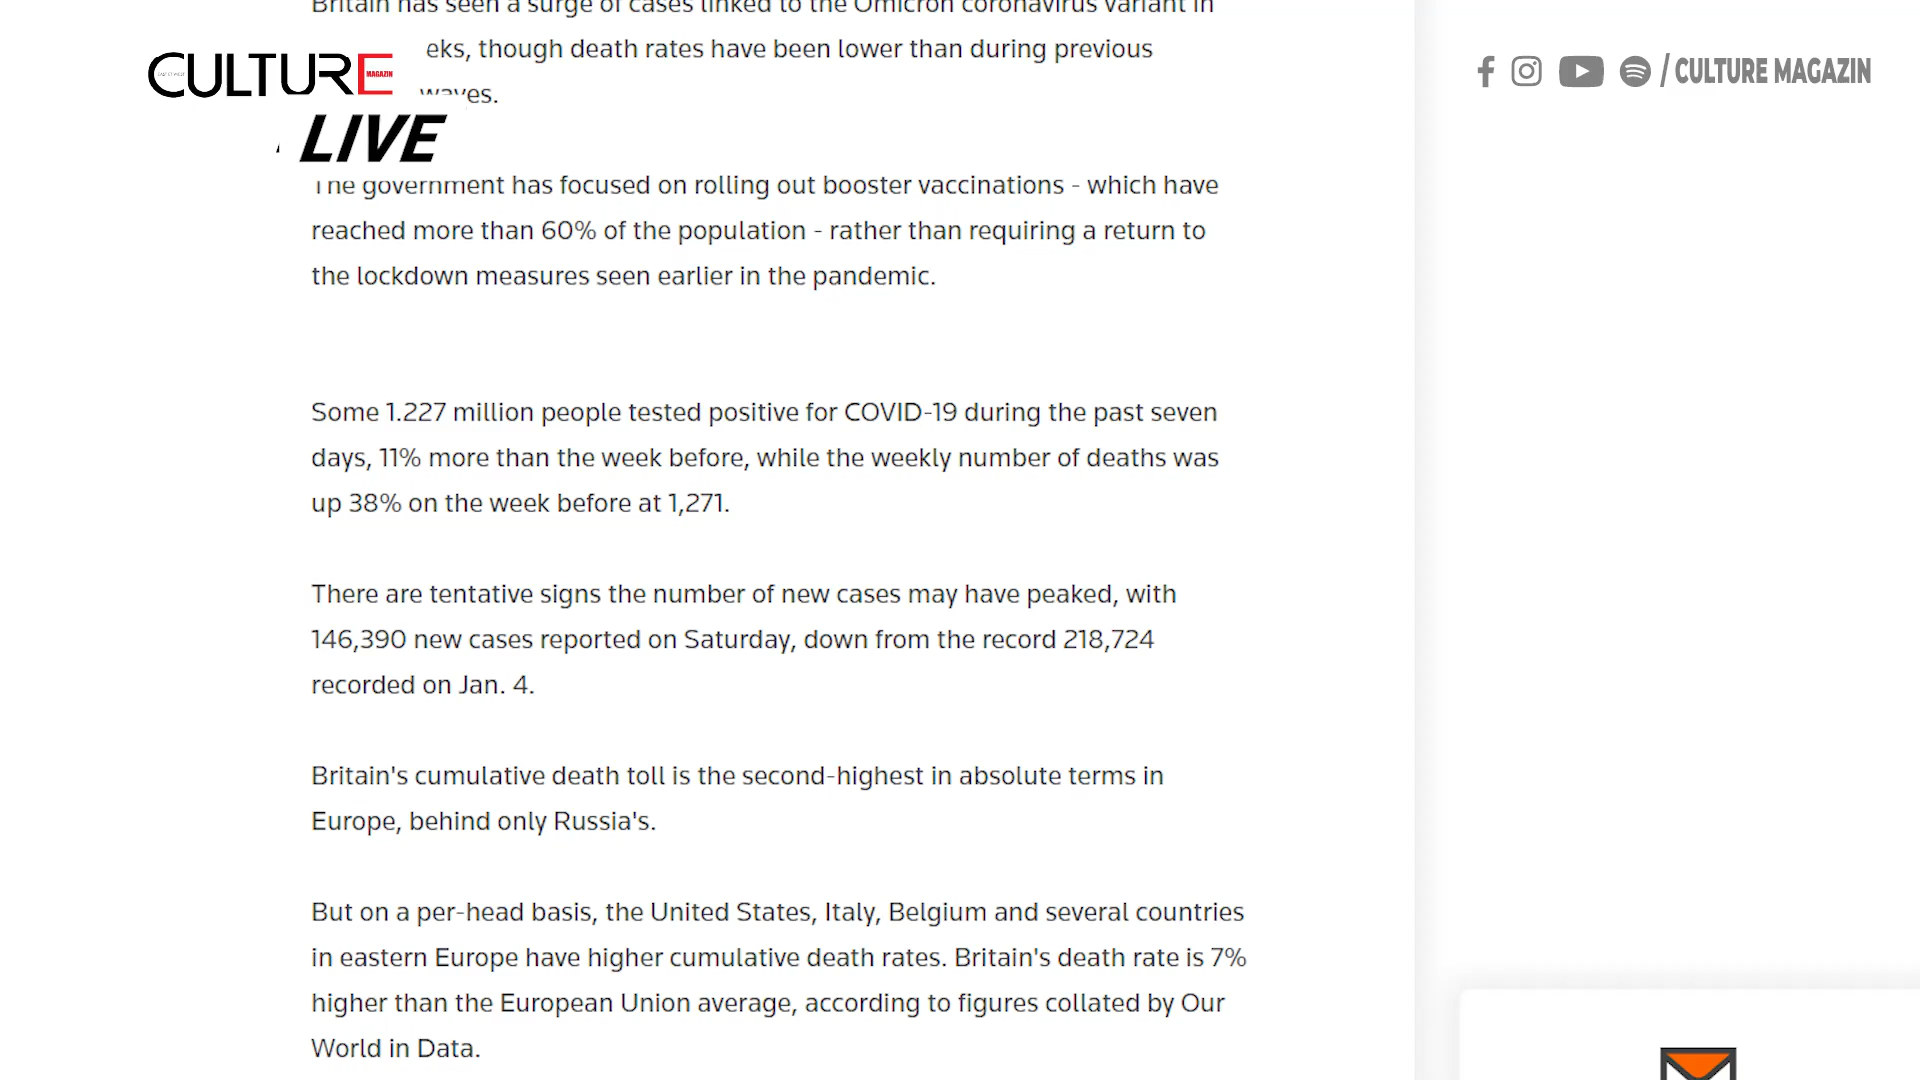 Britain has seen a surge of cases linked to the Omicron coronavirus variant in
eks, though death rates have been lower than during previous
waves.
CULTURE
MAGAZIN
LIVE
/ CULTURE MAGAZIN
The government has focused on rolling out booster vaccinations - which have
reached more than 60% of the population - rather than requiring a return to
the lockdown measures seen earlier in the pandemic.
Some 1.227 million people tested positive for COVID-19 during the past seven
days, 11% more than the week before, while the weekly number of deaths was
up 38% on the week before at 1,271.
There are tentative signs the number of new cases may have peaked, with
146,390 new cases reported on Saturday, down from the record 218,724
recorded on Jan. 4.
Britain's cumulative death toll is the second-highest in absolute terms in
Europe, behind only Russia's.
But on a per-head basis, the United States, Italy, Belgium and several countries
in eastern Europe have higher cumulative death rates. Britain's death rate is 7%
higher than the European Union average, according to figures collated by Our
World in Data.